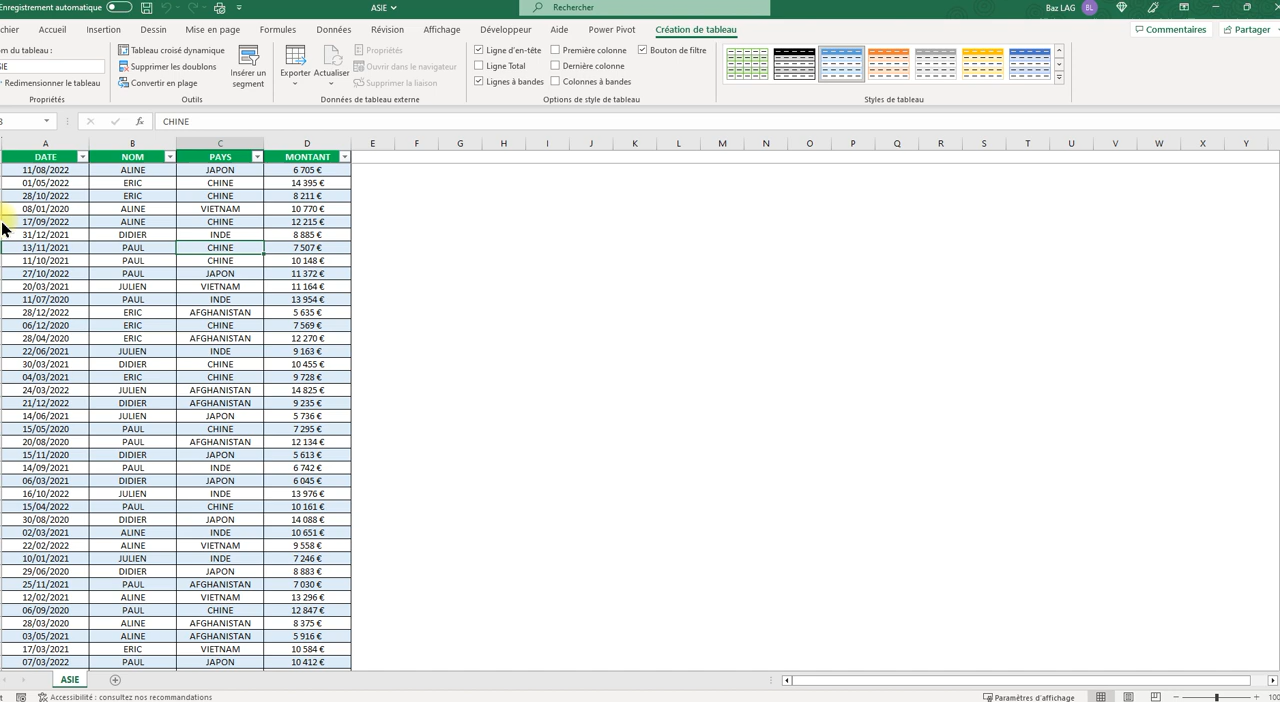 Enregistrement automatique
ASIE
Rechercher
Baz LAG BL
Accueil Insertion Dessin Mise en page Formules Données Révision Affichage Développeur Aide Power Pivot Création de tableau
Commentaires Partager
Tableau croisé dynamique
Supprimer les doublons
Convertir en plage
Redimensionner le tableau
Propriétés
Insérer un segment
Outils
Exporter Actualiser
Propriétés
Ouvrir dans le navigateur
Supprimer la liaison
Données de tableau externe
Ligne d'en-tête Première colonne Bouton de filtre
Ligne Total Dernière colonne
Lignes à bandes Colonnes à bandes
Options de style de tableau
Styles de tableau
fx CHINE
A B C D E F G H I J K L M N O P Q R S T U V W X Y
DATE NOM PAYS MONTANT
11/08/2022 ALINE JAPON 6 705 €
01/05/2022 ERIC CHINE 14 395 €
28/10/2022 ERIC CHINE 8 211 €
08/01/2020 ALINE VIETNAM 10 770 €
17/09/2022 ALINE CHINE 12 215 €
31/12/2021 DIDIER INDE 8 885 €
13/11/2021 PAUL CHINE 7 507 €
11/10/2021 PAUL CHINE 10 148 €
27/10/2022 PAUL JAPON 11 372 €
20/03/2021 JULIEN VIETNAM 11 164 €
11/07/2020 PAUL INDE 13 954 €
28/12/2022 ERIC AFGHANISTAN 5 635 €
06/12/2020 ERIC CHINE 7 569 €
28/04/2020 ERIC AFGHANISTAN 12 270 €
22/06/2021 JULIEN INDE 9 163 €
30/03/2021 DIDIER CHINE 10 455 €
04/03/2021 ERIC CHINE 9 728 €
24/03/2022 JULIEN AFGHANISTAN 14 825 €
21/12/2022 DIDIER AFGHANISTAN 9 235 €
14/06/2021 JULIEN JAPON 5 736 €
15/05/2020 PAUL CHINE 7 295 €
20/08/2020 PAUL AFGHANISTAN 12 134 €
15/11/2020 DIDIER JAPON 5 613 €
14/09/2021 PAUL INDE 6 742 €
06/03/2021 DIDIER JAPON 6 045 €
16/10/2022 JULIEN INDE 13 976 €
15/04/2022 PAUL CHINE 10 161 €
30/08/2020 DIDIER JAPON 14 088 €
02/03/2021 ALINE INDE 10 651 €
22/02/2022 ALINE VIETNAM 9 558 €
10/01/2021 JULIEN INDE 7 246 €
29/06/2020 DIDIER JAPON 8 883 €
25/11/2021 PAUL AFGHANISTAN 7 030 €
12/02/2021 ALINE VIETNAM 13 296 €
06/09/2020 PAUL CHINE 12 847 €
28/03/2020 ALINE AFGHANISTAN 8 375 €
03/05/2021 ALINE AFGHANISTAN 5 916 €
17/03/2021 ERIC VIETNAM 10 584 €
07/03/2022 PAUL JAPON 10 412 €
ASIE
Accessibilité : consultez nos recommandations
Paramètres d'affichage
100